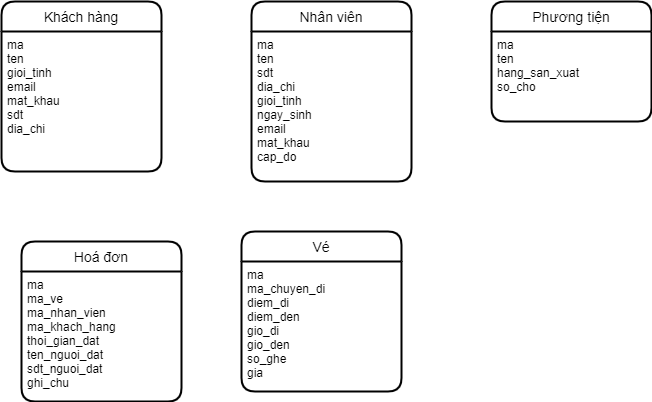 Khách hàng
ma
ten
gioi_tinh
email
mat_khau
sdt
dia_chi
Nhân viên
ma
ten
sdt
dia_chi
gioi_tinh
ngay_sinh
email
mat_khau
cap_do
Phương tiện
ma
ten
hang_san_xuat
so_cho
Hoá đơn
ma
ma_ve
ma_nhan_vien
ma_khach_hang
thoi_gian_dat
ten_nguoi_dat
sdt_nguoi_dat
ghi_chu
Vé
ma
ma_chuyen_di
diem_di
diem_den
gio_di
gio_den
so_ghe
gia